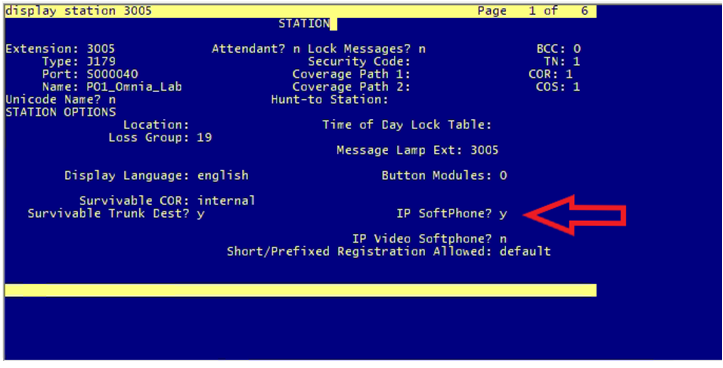 display station 3005 Page 1 of 6
STATION
Extension: 3005 Attendant? n Lock Messages? n BCC: 0
Type: J179 Security Code: TN: 1
Port: S000040 Coverage Path 1: COR: 1
Name: PO1_Omnia_Lab Coverage Path 2: COS: 1
Unicode Name? n Hunt-to Station:
STATION OPTIONS
Location: Time of Day Lock Table:
Loss Group: 19
Message Lamp Ext: 3005
Display Language: english Button Modules: 0
Survivable COR: internal
Survivable Trunk Dest? y IP SoftPhone? y
IP Video Softphone? n
Short/Prefixed Registration Allowed: default